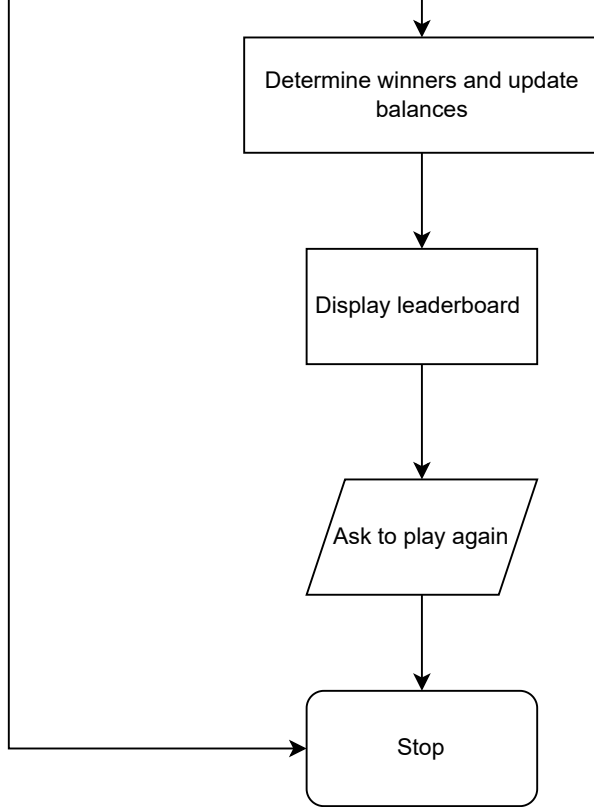 Determine winners and update
balances
Display leaderboard
Ask to play again
Stop